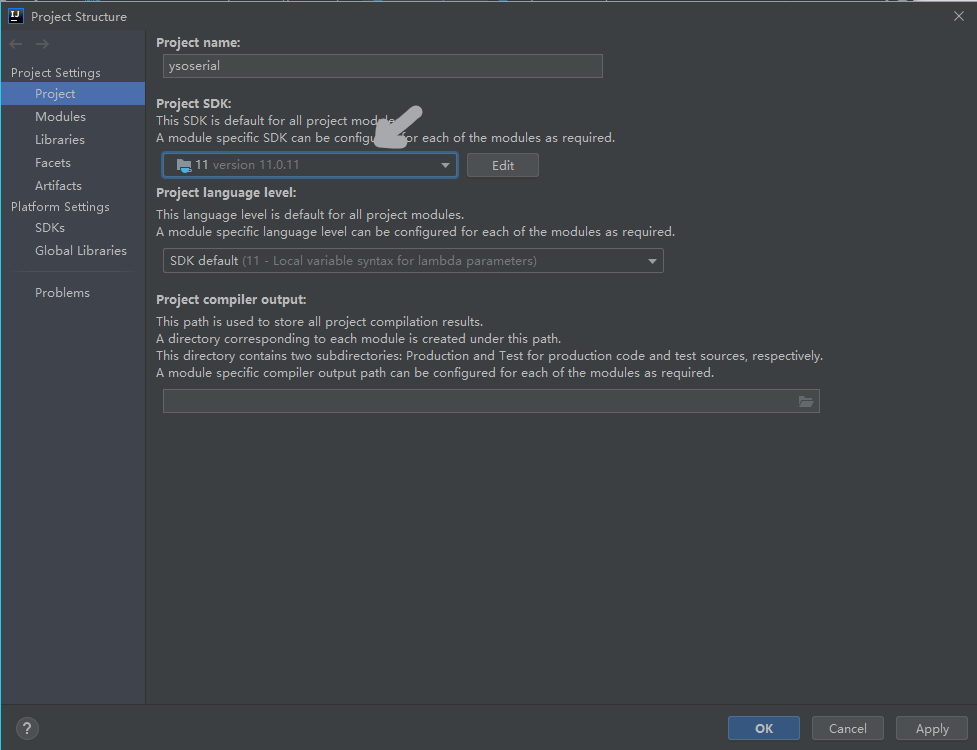 Project Structure
Project Settings
Project
Modules
Libraries
Facets
Artifacts
Platform Settings
SDKs
Global Libraries
Problems
Project name:
ysoserial
Project SDK:
This SDK is default for all project modules.
A module specific SDK can be configured for each of the modules as required.
11 version 11.0.11
Edit
Project language level:
This language level is default for all project modules.
A module specific language level can be configured for each of the modules as required.
SDK default (11 - Local variable syntax for lambda parameters)
Project compiler output:
This path is used to store all project compilation results.
A directory corresponding to each module is created under this path.
This directory contains two subdirectories: Production and Test for production code and test sources, respectively.
A module specific compiler output path can be configured for each of the modules as required.
?
OK
Cancel
Apply